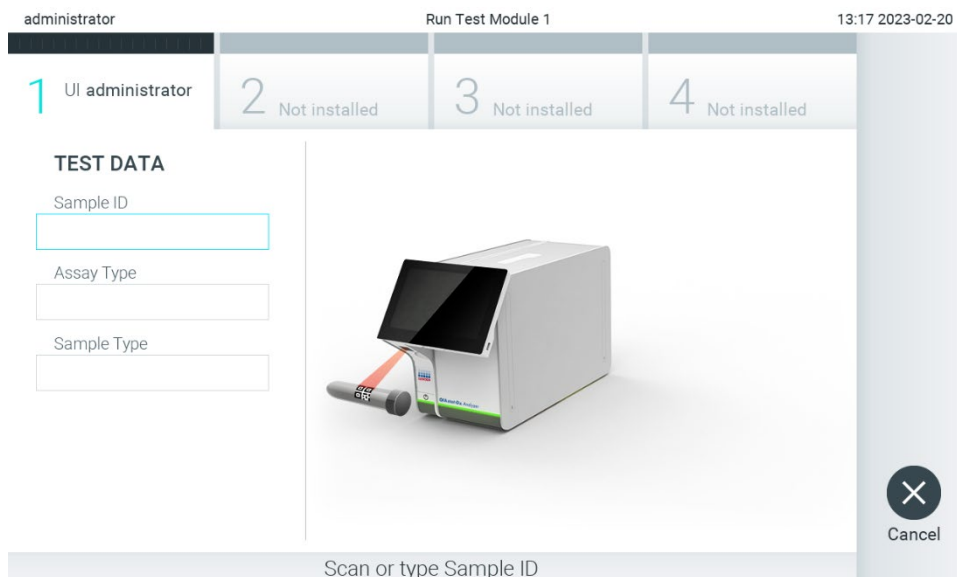 administrator
Run Test Module 1
13:17 2023-02-20
1 UI administrator
2 Not installed
3 Not installed
4 Not installed
TEST DATA
Sample ID
Assay Type
Sample Type
Cancel
Scan or type Sample ID